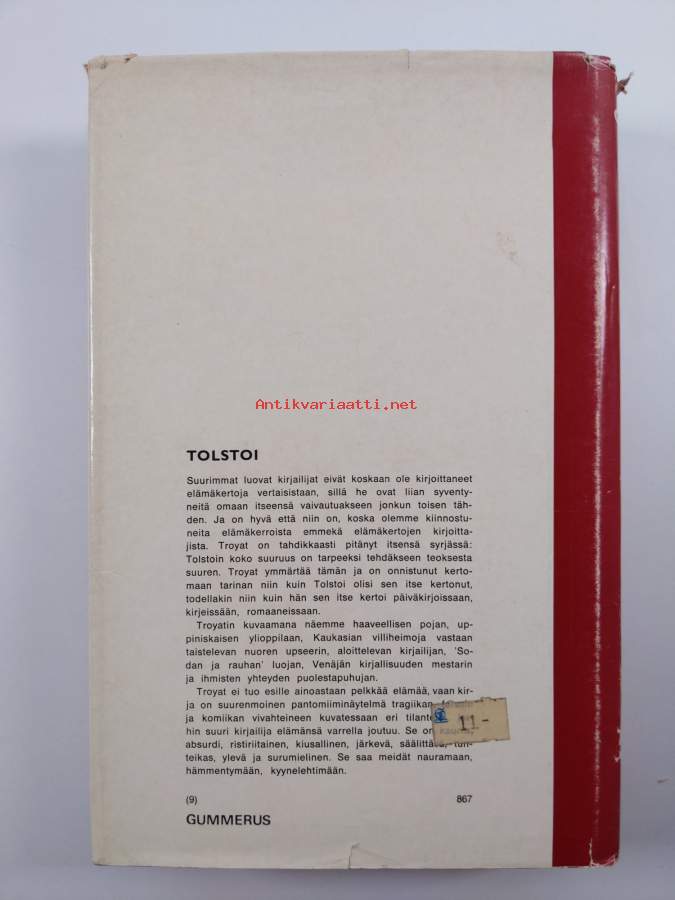 Antikvariaatti.net
TOLSTOI
Suurimmat luovat kirjailijat eivät koskaan ole kirjoittaneet
elämäkertoja vertaisistaan, sillä he ovat liian syventy-
neitä omaan itseensä vaivautuakseen jonkun toisen täh-
den. Ja on hyvä että niin on, koska olemme kiinnostu-
neita elämäkerroista emmekä elämäkertojen kirjoitta-
jista. Troyat on tahdikkaasti pitänyt itsensä syrjässä:
Tolstoin koko suuruus on tarpeeksi tehdäkseen teoksesta
suuren. Troyat ymmärtää tämän ja on onnistunut kerto-
maan tarinan niin kuin Tolstoi olisi sen itse kertonut,
todellakin niin kuin hän sen itse kertoi päiväkirjoissaan,
kirjeissään, romaaneissaan.
Troyatin kuvaamana näemme haaveellisen pojan, up-
piniskaisen ylioppilaan, Kaukasian villiheimoja vastaan
taistelevan nuoren upseerin, aloittelevan kirjailijan, 'So-
dan ja rauhan' luojan, Venäjän kirjallisuuden mestarin
ja ihmisten yhteyden puolestapuhujan.
Troyat ei tuo esille ainoastaan pelkkää elämää, vaan kir-
ja on suurenmoinen pantomiiminäytelmä tragiikan
ja komiikan vivahteineen kuvatessaan eri
hin suuri kirjailija elämänsä varrella joutuu. Se
absurdi, ristiriitainen, kiusallinen, järkevä,
teikas, ylevä ja surumielinen. Se saa meidät nauramaan,
hämmentymään, kyynelehtimään.
11-
(9) 867
GUMMERUS